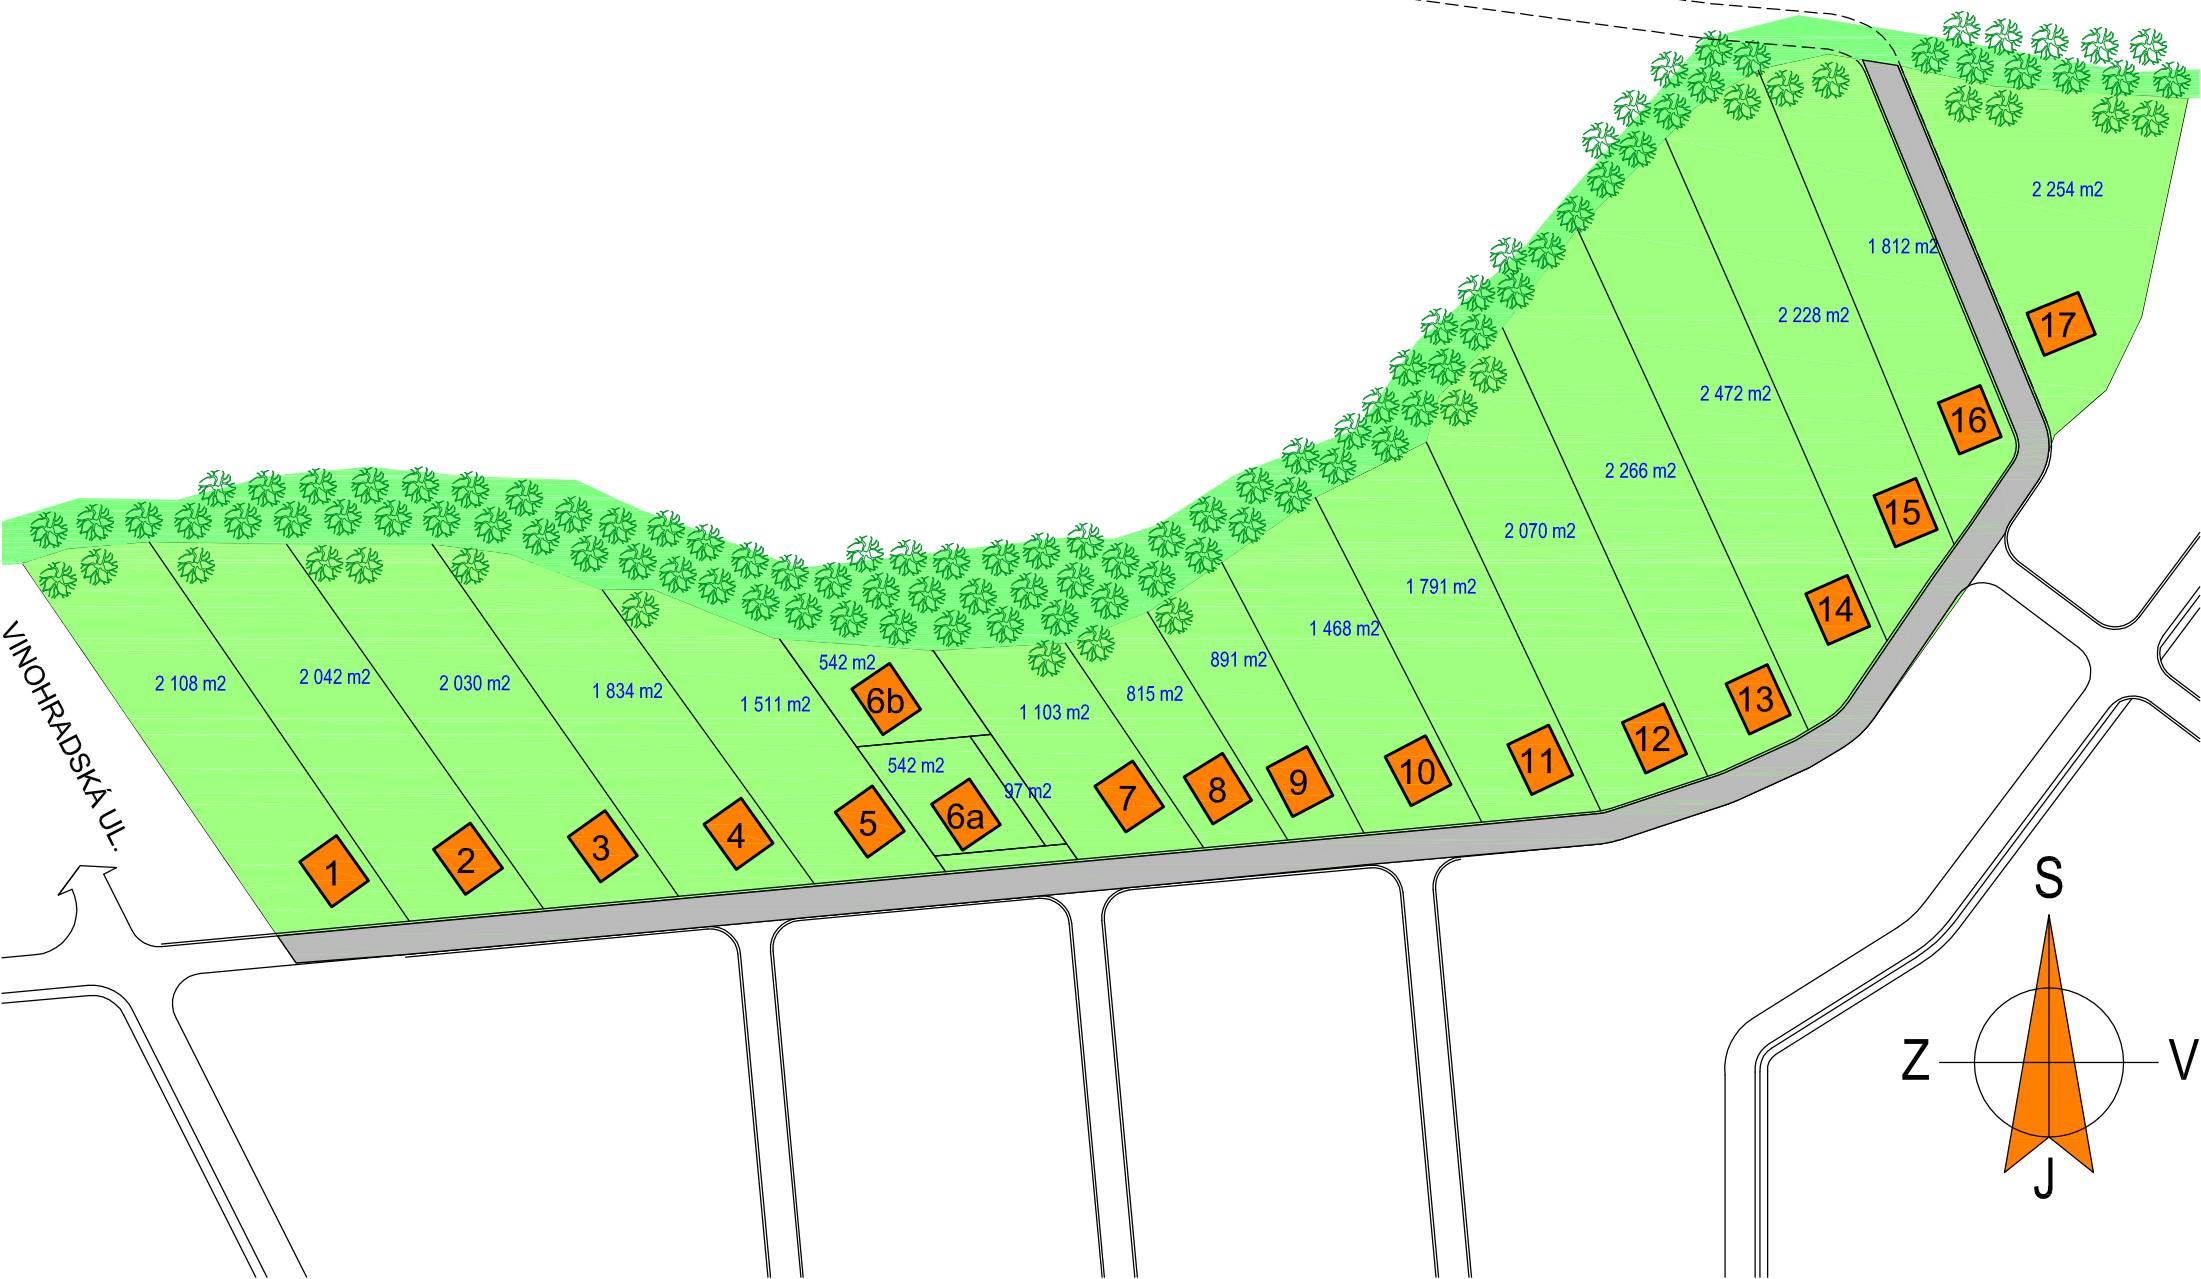 2 254 m2
1 812 m2
2 228 m2
17
2 472 m2
16
2 266 m2
15
2 070 m2
1 791 m2
14
1 468 m2
VINOHRADSKÁ UL.
2 108 m2
2 042 m2
2 030 m2
1 834 m2
1 511 m2
542 m2
6b
1 103 m2
815 m2
891 m2
13
12
11
10
9
8
7
542 m2
97 m2
6a
5
4
3
2
1
S
Z
V
J